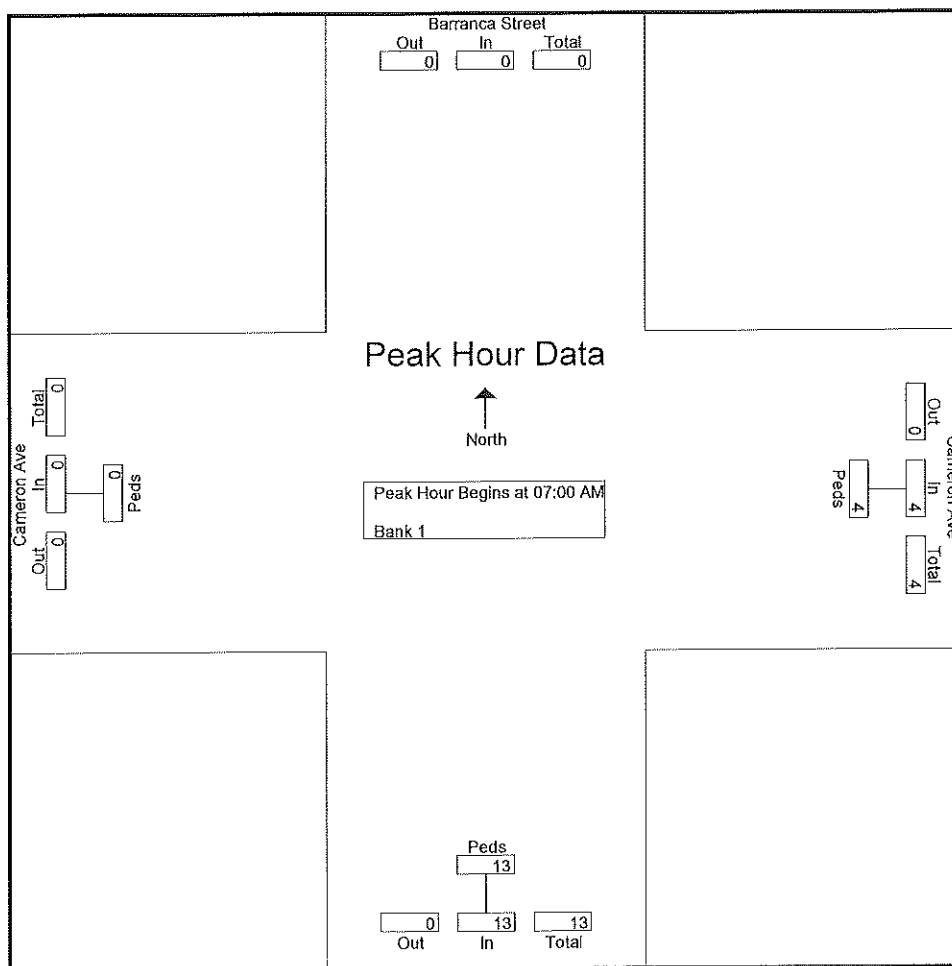 Barranca Street
Out In Total
0 0 0
Peak Hour Data
North
Peak Hour Begins at 07:00 AM
Bank 1
Cameron Ave
Total In Out
0 0 0
Peds
0
Out In Total
0 4 4
Peds
4
Cameron Ave
Peds
13
0 13 13
Out In Total